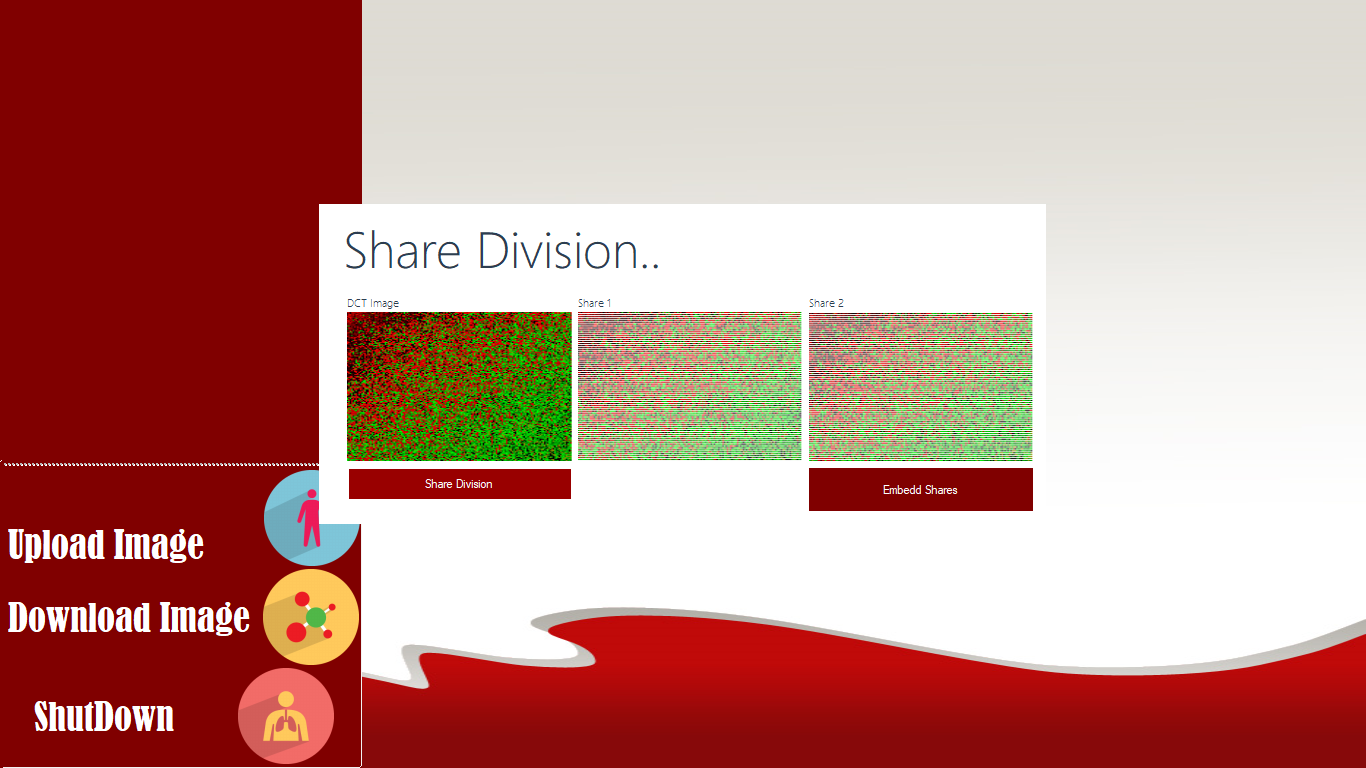 Share Division..
DCT Image
Share 1
Share 2
Share Division
Embedd Shares
Upload Image
Download Image
ShutDown